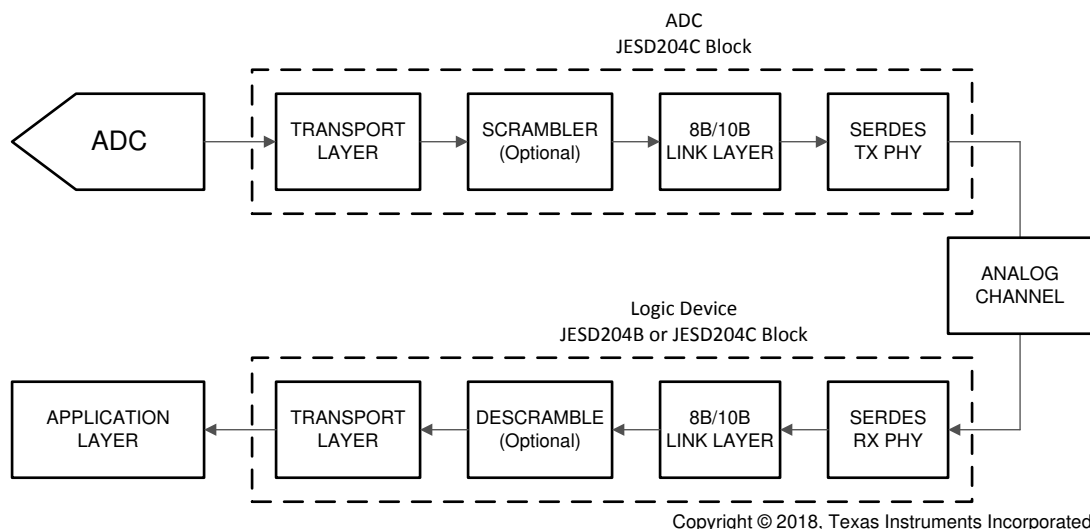 ADC
JESD204C Block
ADC
TRANSPORT
LAYER
SCRAMBLER
(Optional)
8B/10B
LINK LAYER
SERDES
TX PHY
ANALOG
CHANNEL
Logic Device
JESD204B or JESD204C Block
APPLICATION
LAYER
TRANSPORT
LAYER
DESCRAMBLE
(Optional)
8B/10B
LINK LAYER
SERDES
RX PHY
Copyright © 2018, Texas Instruments Incorporated